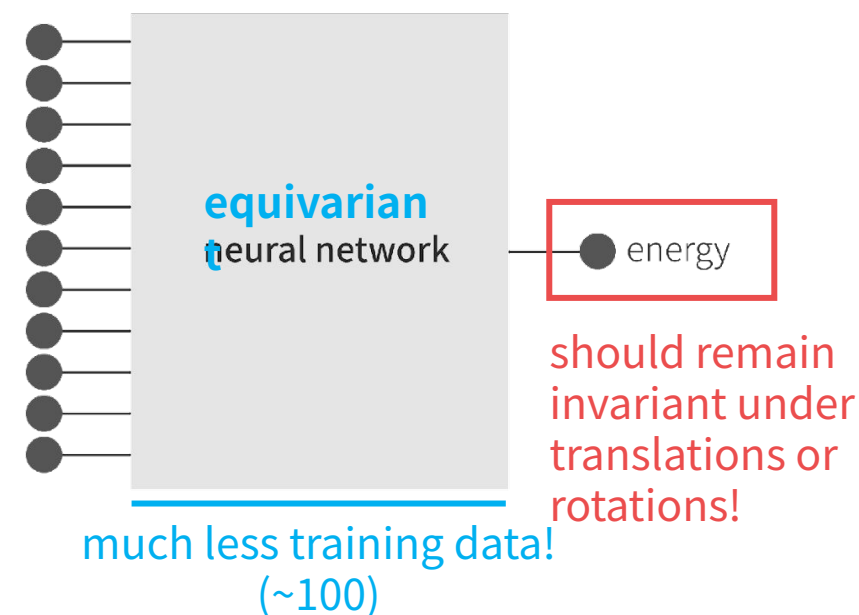 equivarian
t
neural network
energy
should remain
invariant under
translations or
rotations!
much less training data!
(~100)